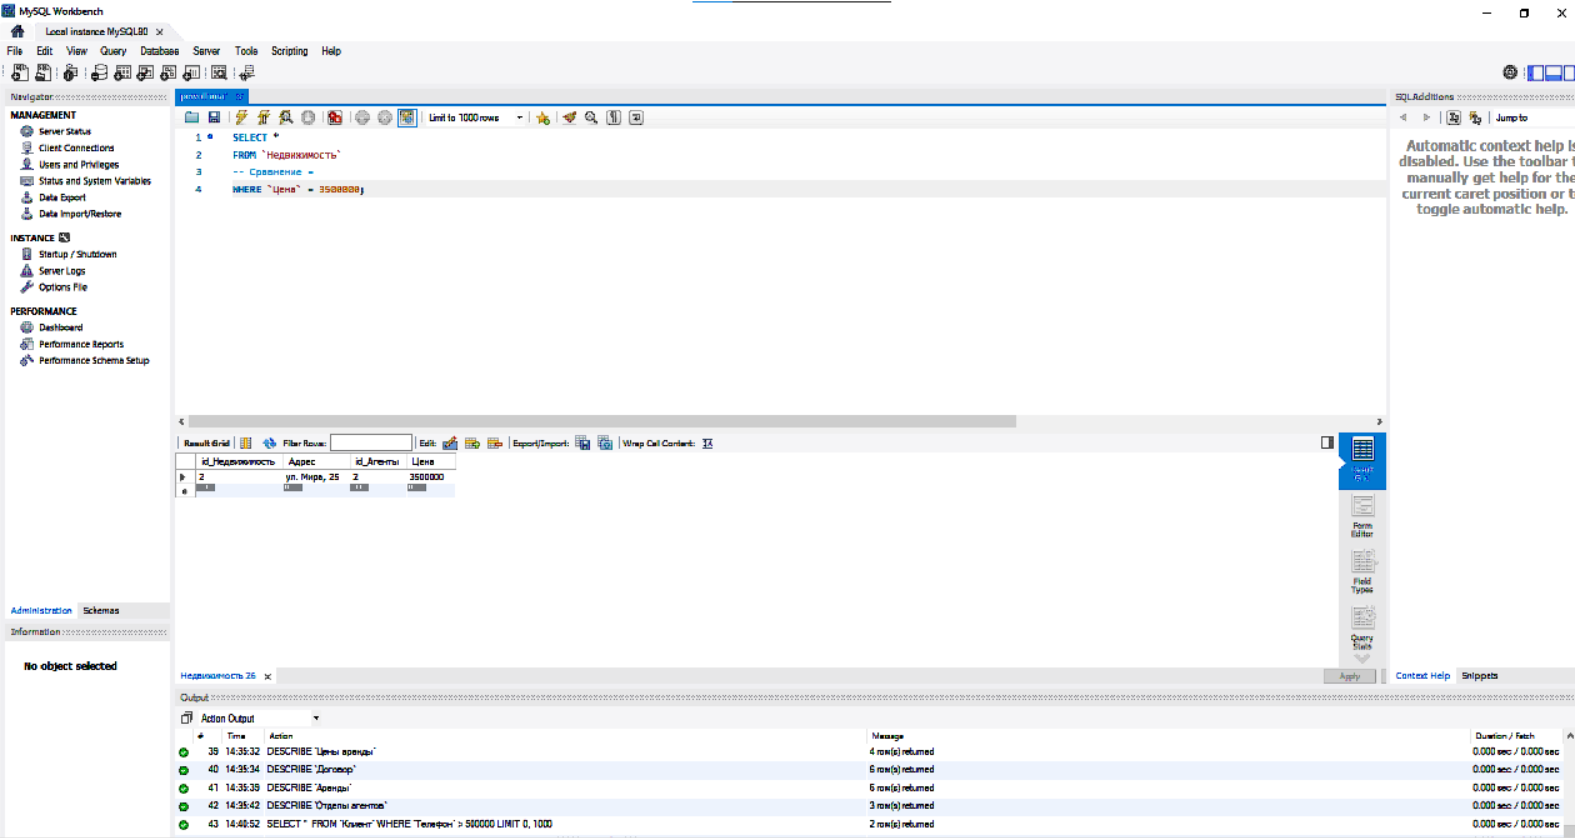 MySQL Workbench
Local instance MySQL80 ×
File Edit View Query Database Server Tools Scripting Help
Navigator
MANAGEMENT
Server Status
Client Connections
Users and Privileges
Status and System Variables
Data Export
Data Import/Restore
INSTANCE
Startup / Shutdown
Server Logs
Options File
PERFORMANCE
Dashboard
Performance Reports
Performance Schema Setup
Administration Schemas
Information
No object selected
Limit to 1000 rows
1 SELECT *
2 FROM `Недвижимость`
3 -- Сравнение =
4 WHERE `Цена` = 3500000;
Result Grid Filter Rows: Edit: Export/Import: Wrap Cell Content:
id_Недвижимость Адрес id_Агенты Цена
2 ул. Мира, 25 2 3500000
Form Editor
Field Types
Query Stats
Недвижимость 26 ×
Apply
SQLAdditions
Jump to
Automatic context help is
disabled. Use the toolbar t
manually get help for the
current caret position or t
toggle automatic help.
Context Help Snippets
Output
Action Output
# Time Action Message Duration / Fetch
39 14:35:32 DESCRIBE `Цены аренды` 4 row(s) returned 0.000 sec / 0.000 sec
40 14:35:34 DESCRIBE `Договор` 6 row(s) returned 0.000 sec / 0.000 sec
41 14:35:39 DESCRIBE `Аренды` 6 row(s) returned 0.000 sec / 0.000 sec
42 14:35:42 DESCRIBE `Отделы агентов` 3 row(s) returned 0.000 sec / 0.000 sec
43 14:40:52 SELECT * FROM `Клиент` WHERE `Телефон` > 500000 LIMIT 0, 1000 2 row(s) returned 0.000 sec / 0.000 sec